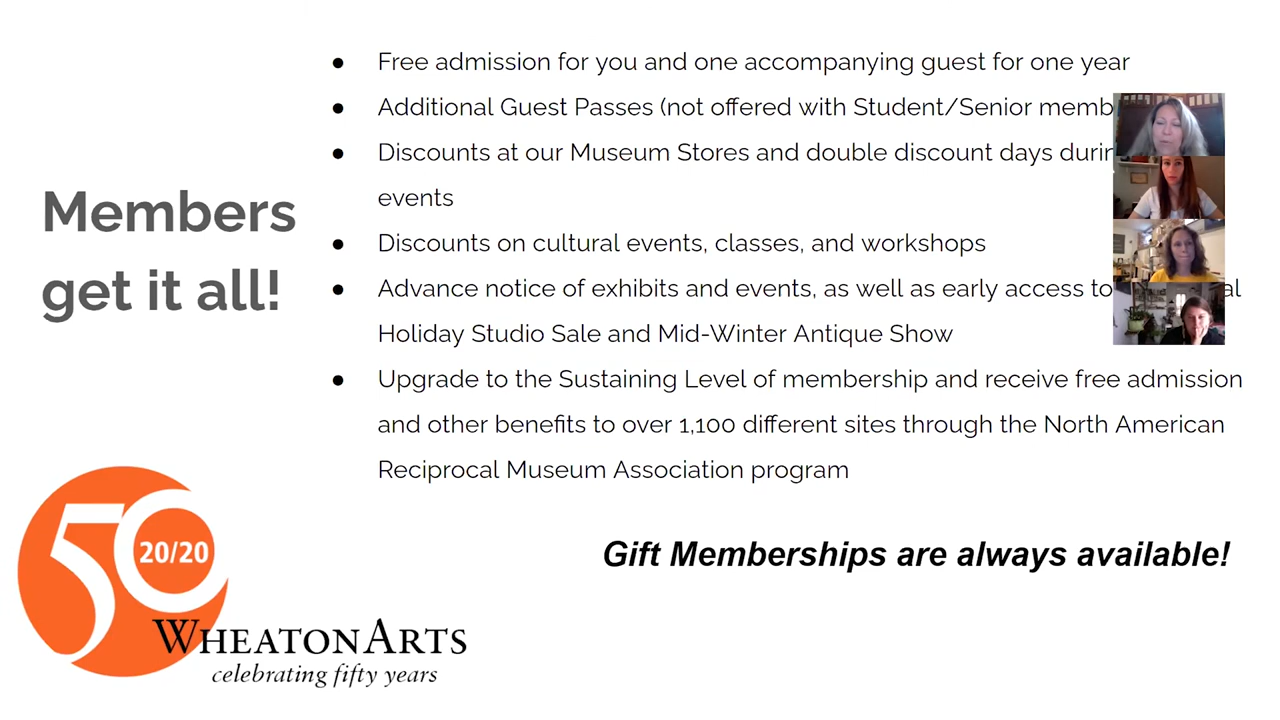 Members
get it all!
● Free admission for you and one accompanying guest for one year
● Additional Guest Passes (not offered with Student/Senior memb
● Discounts at our Museum Stores and double discount days durin
events
● Discounts on cultural events, classes, and workshops
● Advance notice of exhibits and events, as well as early access to al
Holiday Studio Sale and Mid-Winter Antique Show
● Upgrade to the Sustaining Level of membership and receive free admission
and other benefits to over 1,100 different sites through the North American
Reciprocal Museum Association program
Gift Memberships are always available!
50
20/20
WHEATONARTS
celebrating fifty years